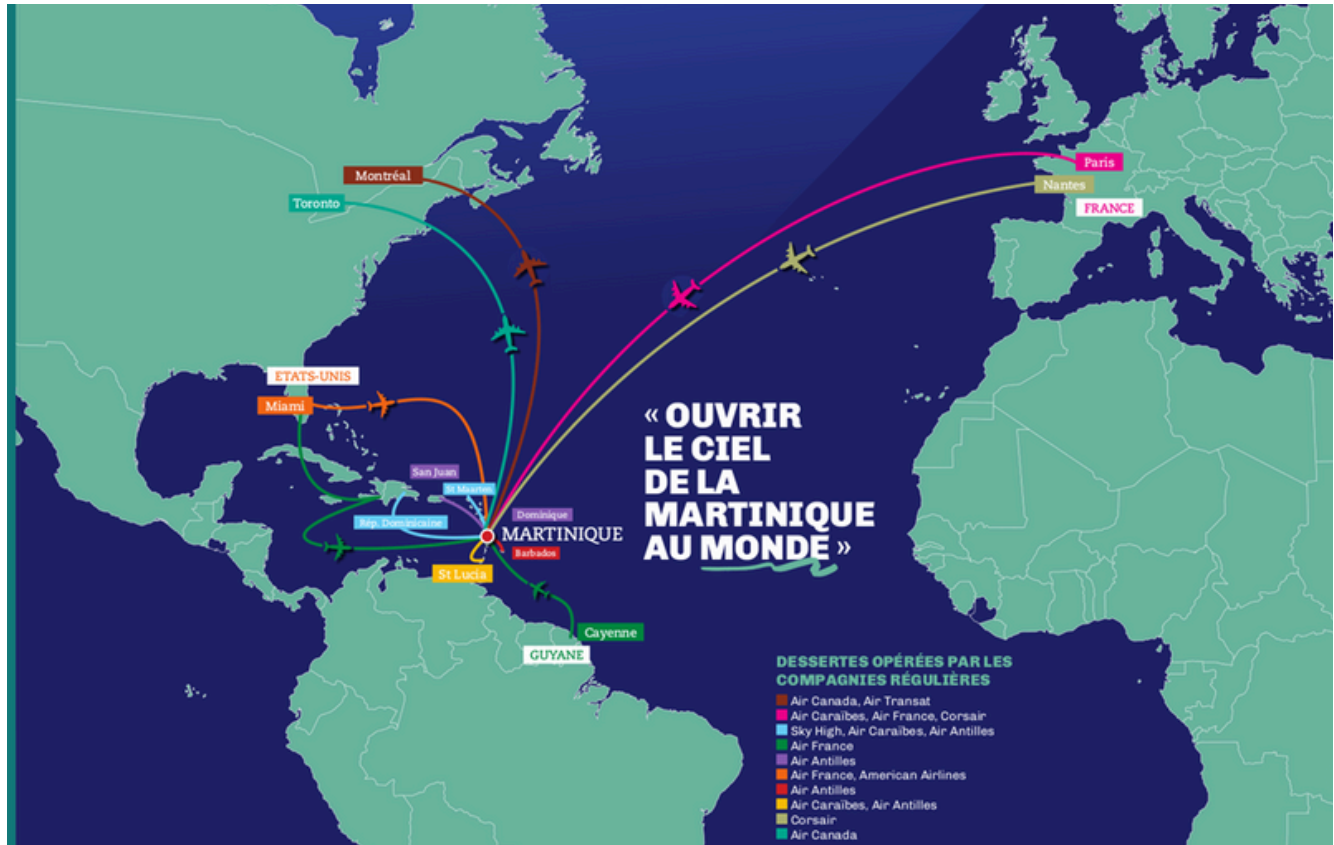 Montréal
Toronto
Paris
Nantes
FRANCE
ETATS-UNIS
Miami
San Juan
St Maarten
Rép. Dominicaine
Dominique
MARTINIQUE
Barbados
St Lucia
Cayenne
GUYANE
« OUVRIR
LE CIEL
DE LA
MARTINIQUE
AU MONDE »
DESSERTES OPÉRÉES PAR LES
COMPAGNIES RÉGULIÈRES
Air Canada, Air Transat
Air Caraïbes, Air France, Corsair
Sky High, Air Caraïbes, Air Antilles
Air France
Air Antilles
Air France, American Airlines
Air Antilles
Air Caraïbes, Air Antilles
Corsair
Air Canada